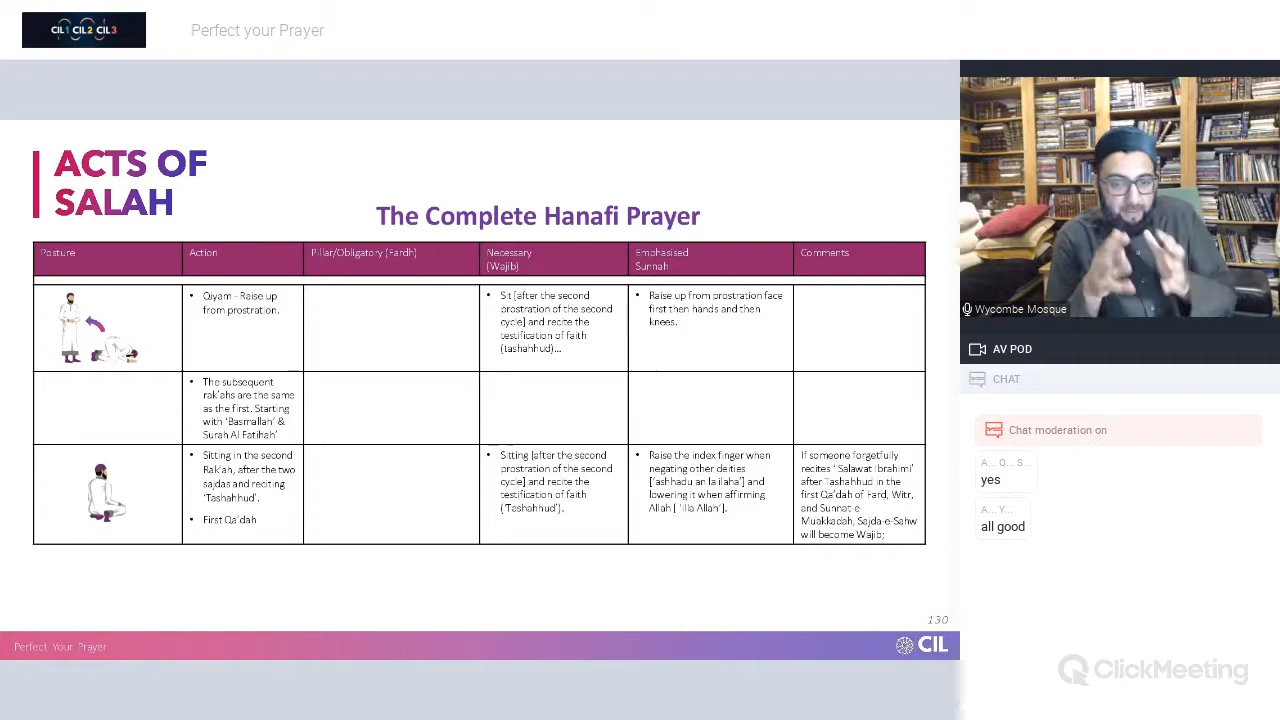 CIL1 CIL2 CIL3
Perfect your Prayer
ACTS OF
SALAH
The Complete Hanafi Prayer
Posture
Action
Pillar/Obligatory (Fardh)
Necessary
(Wajib)
Emphasised
Sunnah
Comments
• Qiyam - Raise up
from prostration.
• Sit [after the second
prostration of the second
cycle] and recite the
testification of faith
(tashahhud)...
• Raise up from prostration face
first then hands and then
knees.
• The subsequent
rak'ahs are the same
as the first. Starting
with 'Basmallah' &
Surah Al Fatihah'
• Sitting in the second
Rak'ah, after the two
sajdas and reciting
'Tashahhud'.
• First Qa'dah
• Sitting [after the second
prostration of the second
cycle] and recite the
testification of faith
('Tashahhud').
• Raise the index finger when
negating other deities
['ashhadu an la ilaha'] and
lowering it when affirming
Allah [ 'illa Allah'].
If someone forgetfully
recites ' Salawat Ibrahimi'
after Tashahhud in the
first Qa'dah of Fard, Witr,
and Sunnat-e-
Muakkadah, Sajda-e-Sahw
will become Wajib;
130
Perfect Your Prayer
CIL
Wycombe Mosque
AV POD
CHAT
Chat moderation on
A... Q... S...
yes
A... Y...
all good
ClickMeeting